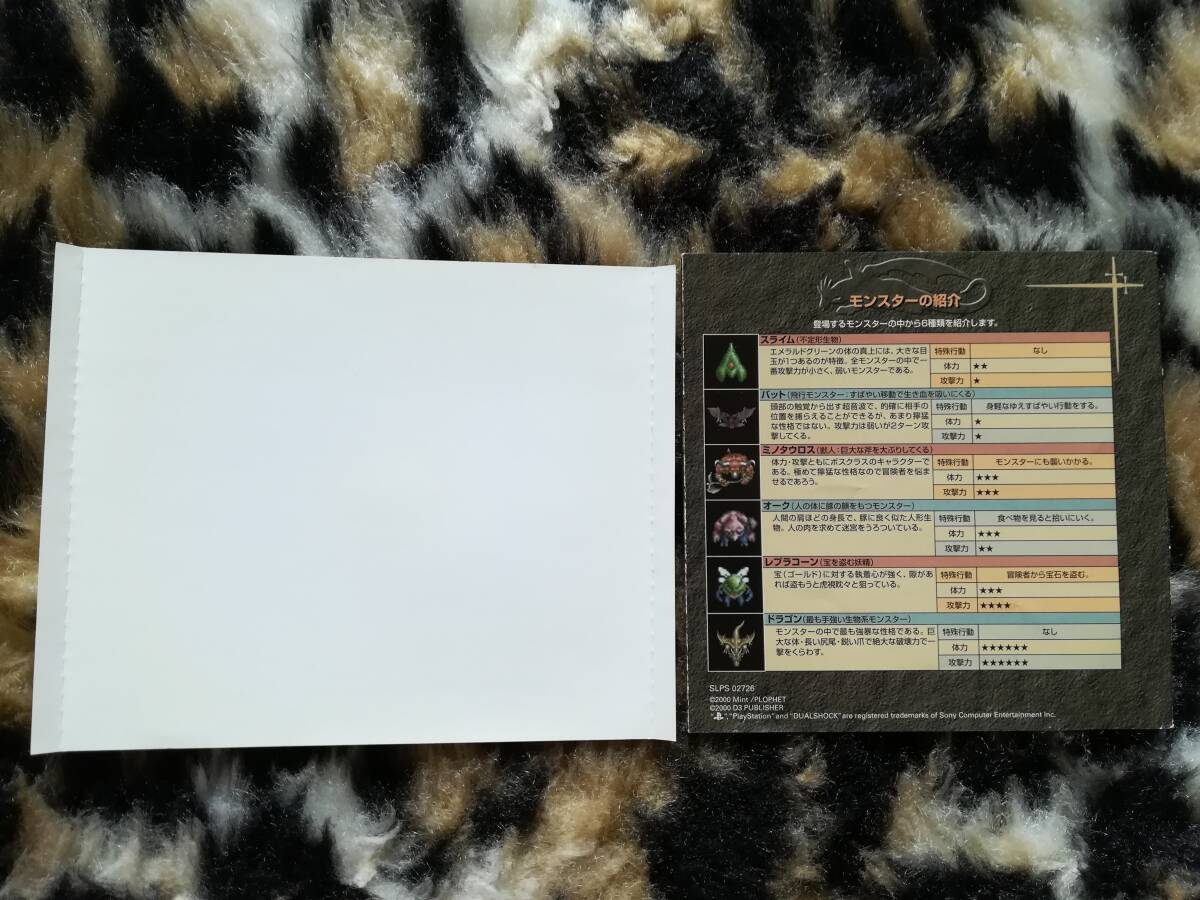 モンスターの紹介
登場するモンスターの中から6種類を紹介します。
スライム(不定形生物)
エメラルドグリーンの体の真上には、大きな目
玉が1つあるのが特徴。全モンスターの中で一
番攻撃力が小さく、弱いモンスターである。
特殊行動 なし
体力 ★★
攻撃力 ★
バット(飛行モンスター:すばやい移動で生き血を吸いにくる)
頭部の触覚から出す超音波で、的確に相手の
位置を捕らえることができるが、あまり獰猛
な性格ではない。攻撃力は弱いが2ターン攻
撃してくる。
特殊行動 身軽なゆえすばやい行動をする。
体力 ★
攻撃力 ★
ミノタウロス(獣人:巨大な斧を大ぶりしてくる)
体力・攻撃ともにボスクラスのキャラクターで
ある。極めて獰猛な性格なので冒険者を悩ま
せるであろう。
特殊行動 モンスターにも襲いかかる。
体力 ★★★
攻撃力 ★★★
オーク(人の体に豚の顔をもつモンスター)
人間の肩ほどの身長で、豚に良く似た人形生
物。人の肉を求めて迷宮をうろついている。
特殊行動 食べ物を見ると拾いにいく。
体力 ★★★
攻撃力 ★★
レプラコーン(宝を盗む妖精)
宝(ゴールド)に対する執着心が強く、隙があ
れば盗もうと虎視眈々と狙っている。
特殊行動 冒険者から宝石を盗む。
体力 ★★★
攻撃力 ★★★★
ドラゴン(最も手強い生物系モンスター)
モンスターの中で最も強暴な性格である。巨
大な体・長い尻尾・鋭い爪で絶大な破壊力で一
撃をくらわす。
特殊行動 なし
体力 ★★★★★★
攻撃力 ★★★★★★
SLPS 02726
©2000 Mint /PLOPHET
©2000 D3 PUBLISHER
" ", "PlayStation" and "DUALSHOCK" are registered trademarks of Sony Computer Entertainment Inc.